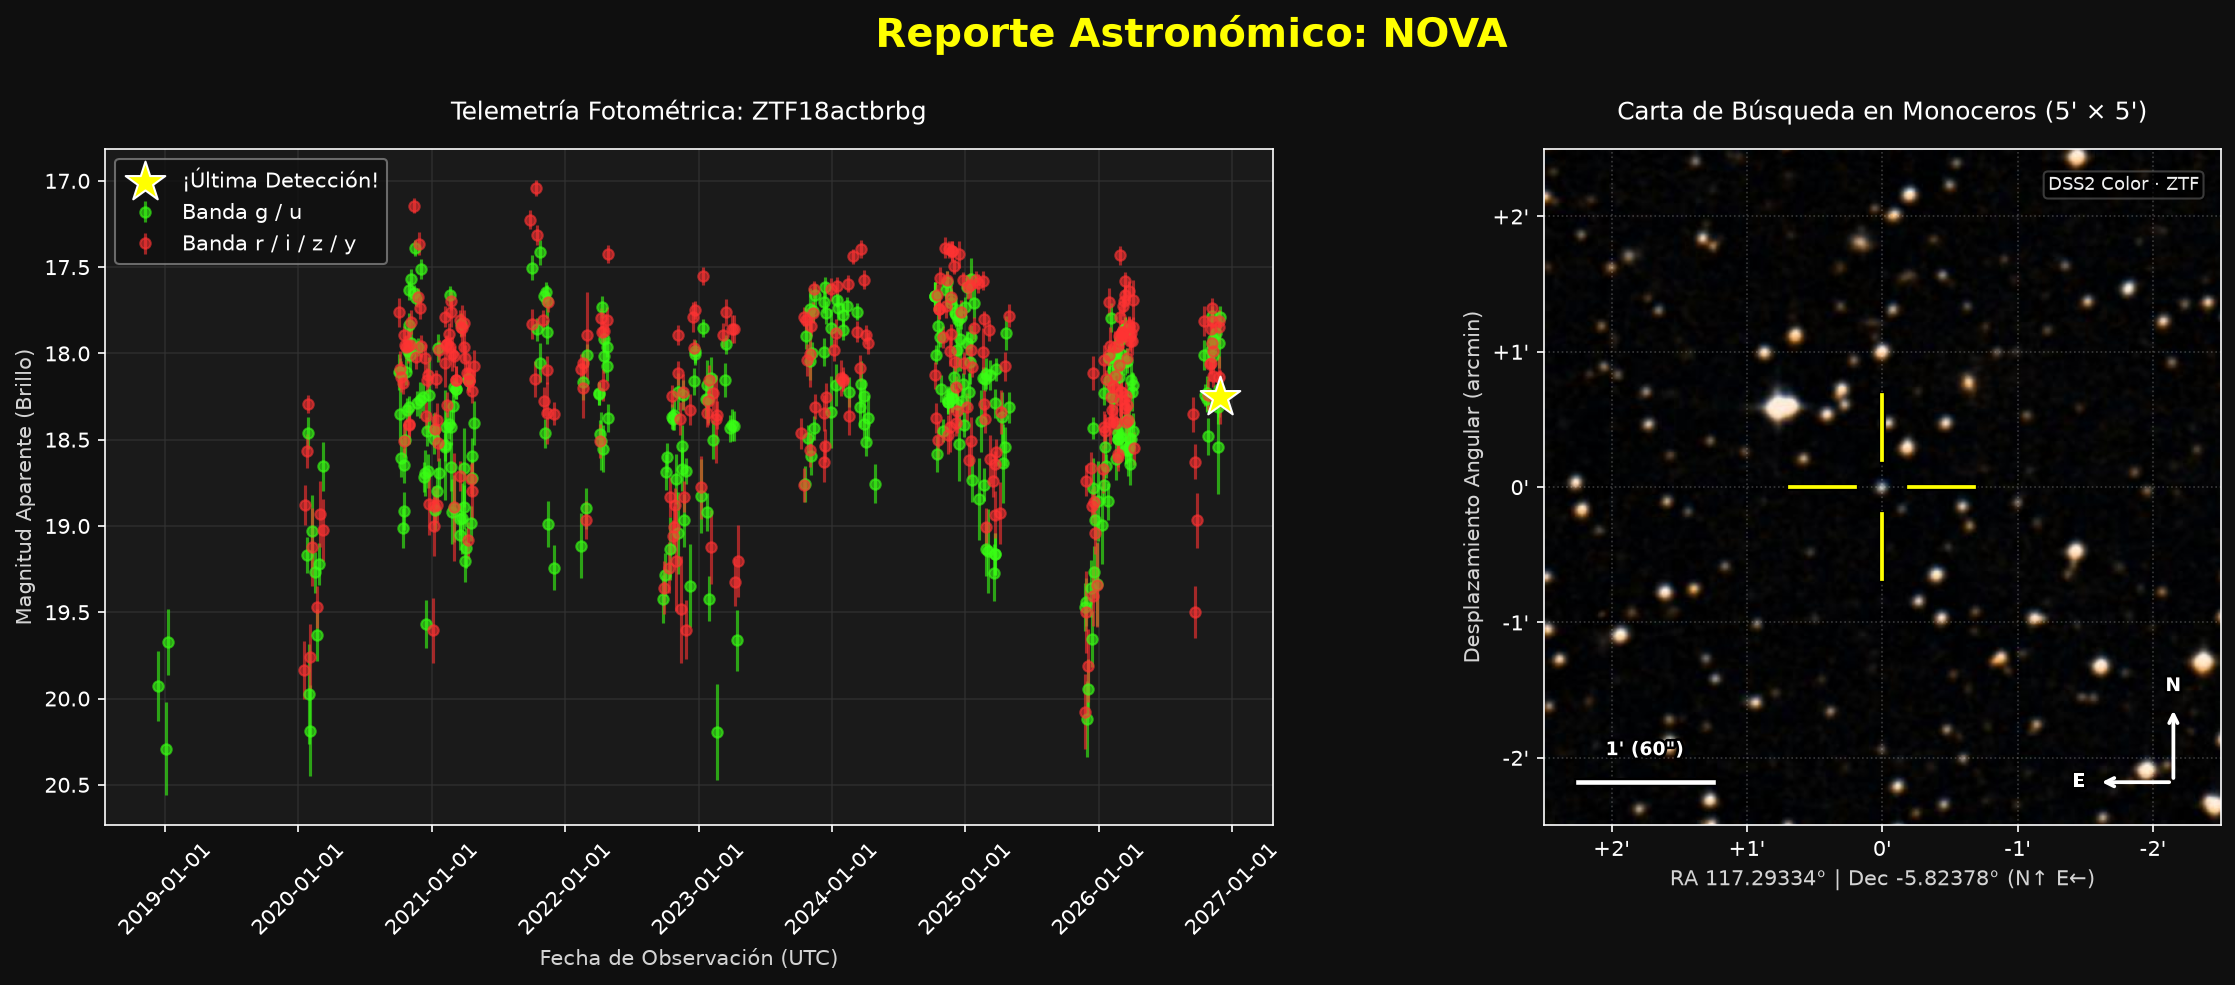 Reporte Astronómico: NOVA
Telemetría Fotométrica: ZTF18actbrbg
¡Última Detección!
Banda g / u
Banda r / i / z / y
17.0
17.5
18.0
18.5
19.0
19.5
20.0
20.5
Magnitud Aparente (Brillo)
2019-01-01
2020-01-01
2021-01-01
2022-01-01
2023-01-01
2024-01-01
2025-01-01
2026-01-01
2027-01-01
Fecha de Observación (UTC)
Carta de Búsqueda en Monoceros (5' × 5')
DSS2 Color · ZTF
+2'
+1'
0'
-1'
-2'
Desplazamiento Angular (arcmin)
N
E
1' (60")
+2'
+1'
0'
-1'
-2'
RA 117.29334° | Dec -5.82378° (N↑ E←)